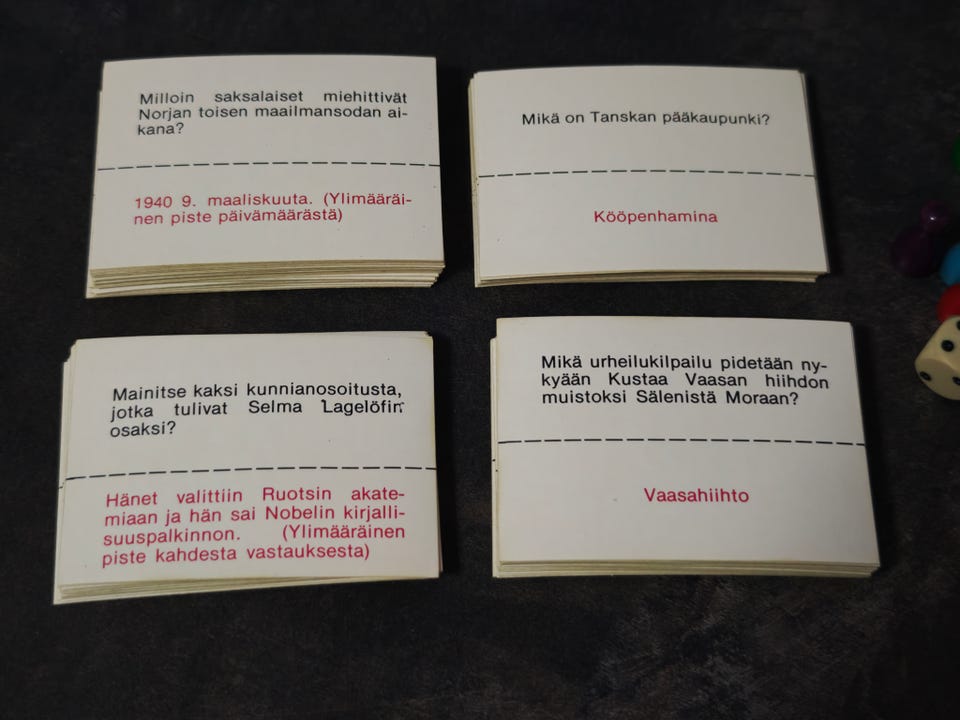 Milloin saksalaiset miehittivät
Norjan toisen maailmansodan ai-
kana?
1940 9. maaliskuuta. (Ylimääräi-
nen piste päivämäärästä)
Mikä on Tanskan pääkaupunki?
Kööpenhamina
Mainitse kaksi kunnianosoitusta,
jotka tulivat Selma Lagelöfin
osaksi?
Hänet valittiin Ruotsin akate-
miaan ja hän sai Nobelin kirjalli-
suuspalkinnon. (Ylimääräinen
piste kahdesta vastauksesta)
Mikä urheilukilpailu pidetään ny-
kyään Kustaa Vaasan hiihdon
muistoksi Sälenistä Moraan?
Vaasahiihto